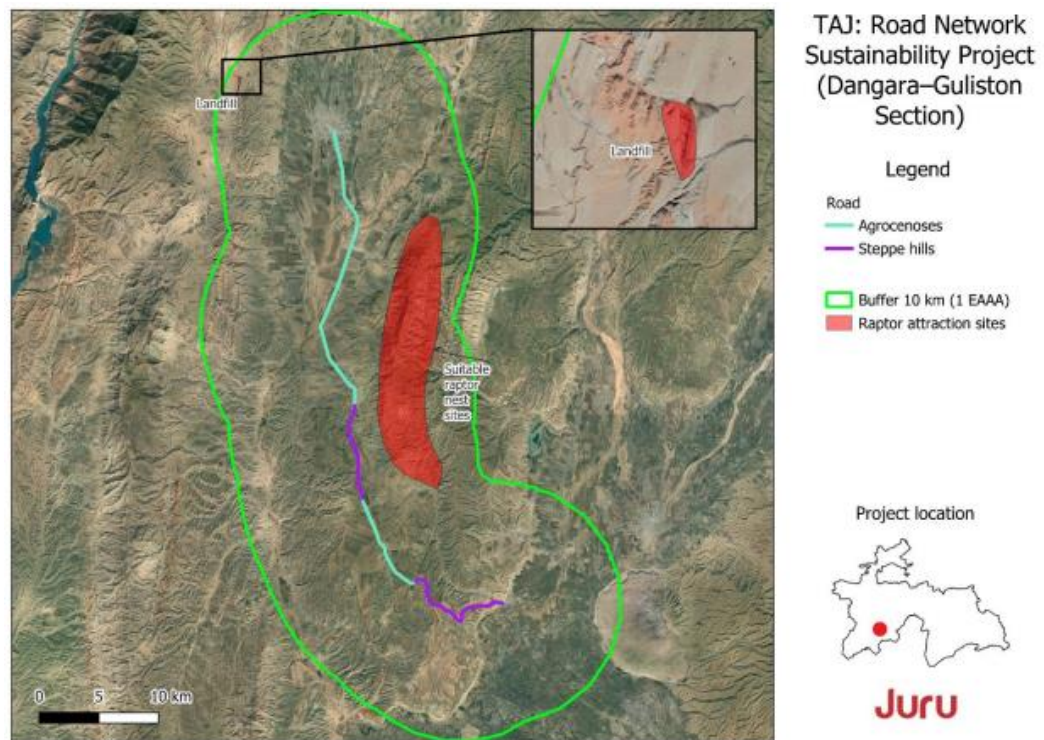 TAJ: Road Network
Sustainability Project
(Dangara–Guliston
Section)
Legend
Road
Agrocenoses
Steppe hills
Buffer 10 km (1 EAAA)
Raptor attraction sites
Landfill
Landfill
Suitable
raptor
nest
sites
0 5 10 km
Project location
Juru